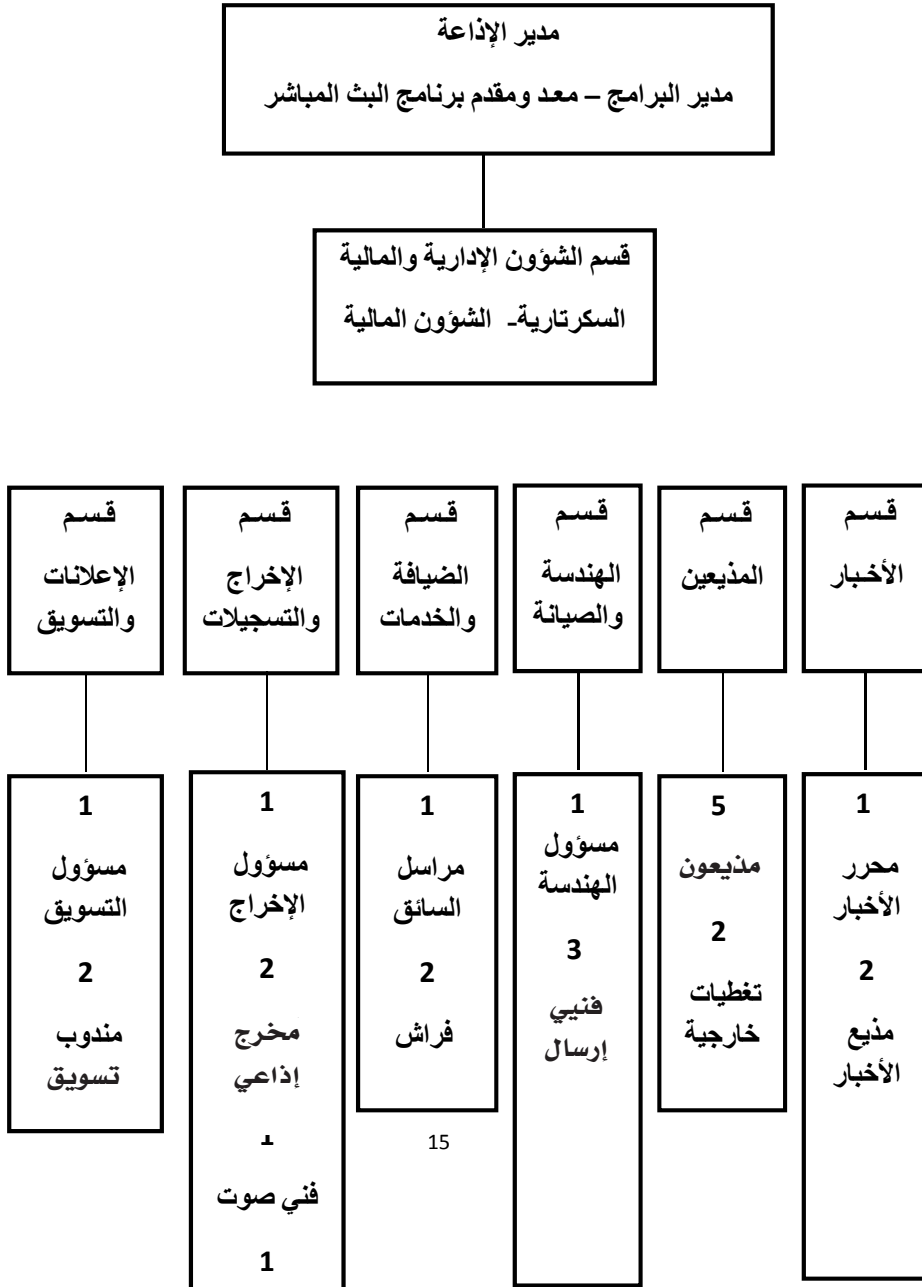 مدير الإذاعة
مدير البرامج – معد ومقدم برنامج البث المباشر
قسم الشؤون الإدارية والمالية
السكرتارية- الشؤون المالية
قسم
الأخبار
قسم
المذيعين
قسم
الهندسة
والصيانة
قسم
الضيافة
والخدمات
قسم
الإخراج
والتسجيلات
قسم
الإعلانات
والتسويق
1
محرر
الأخبار
2
مذيع
الأخبار
5
مذيعون
2
تغطيات
خارجية
1
مسؤول
الهندسة
3
فنيي
إرسال
1
مراسل
السائق
2
فراش
1
مسؤول
الإخراج
2
مخرج
إذاعي
1
فني صوت
1
1
مسؤول
التسويق
2
مندوب
تسويق
15